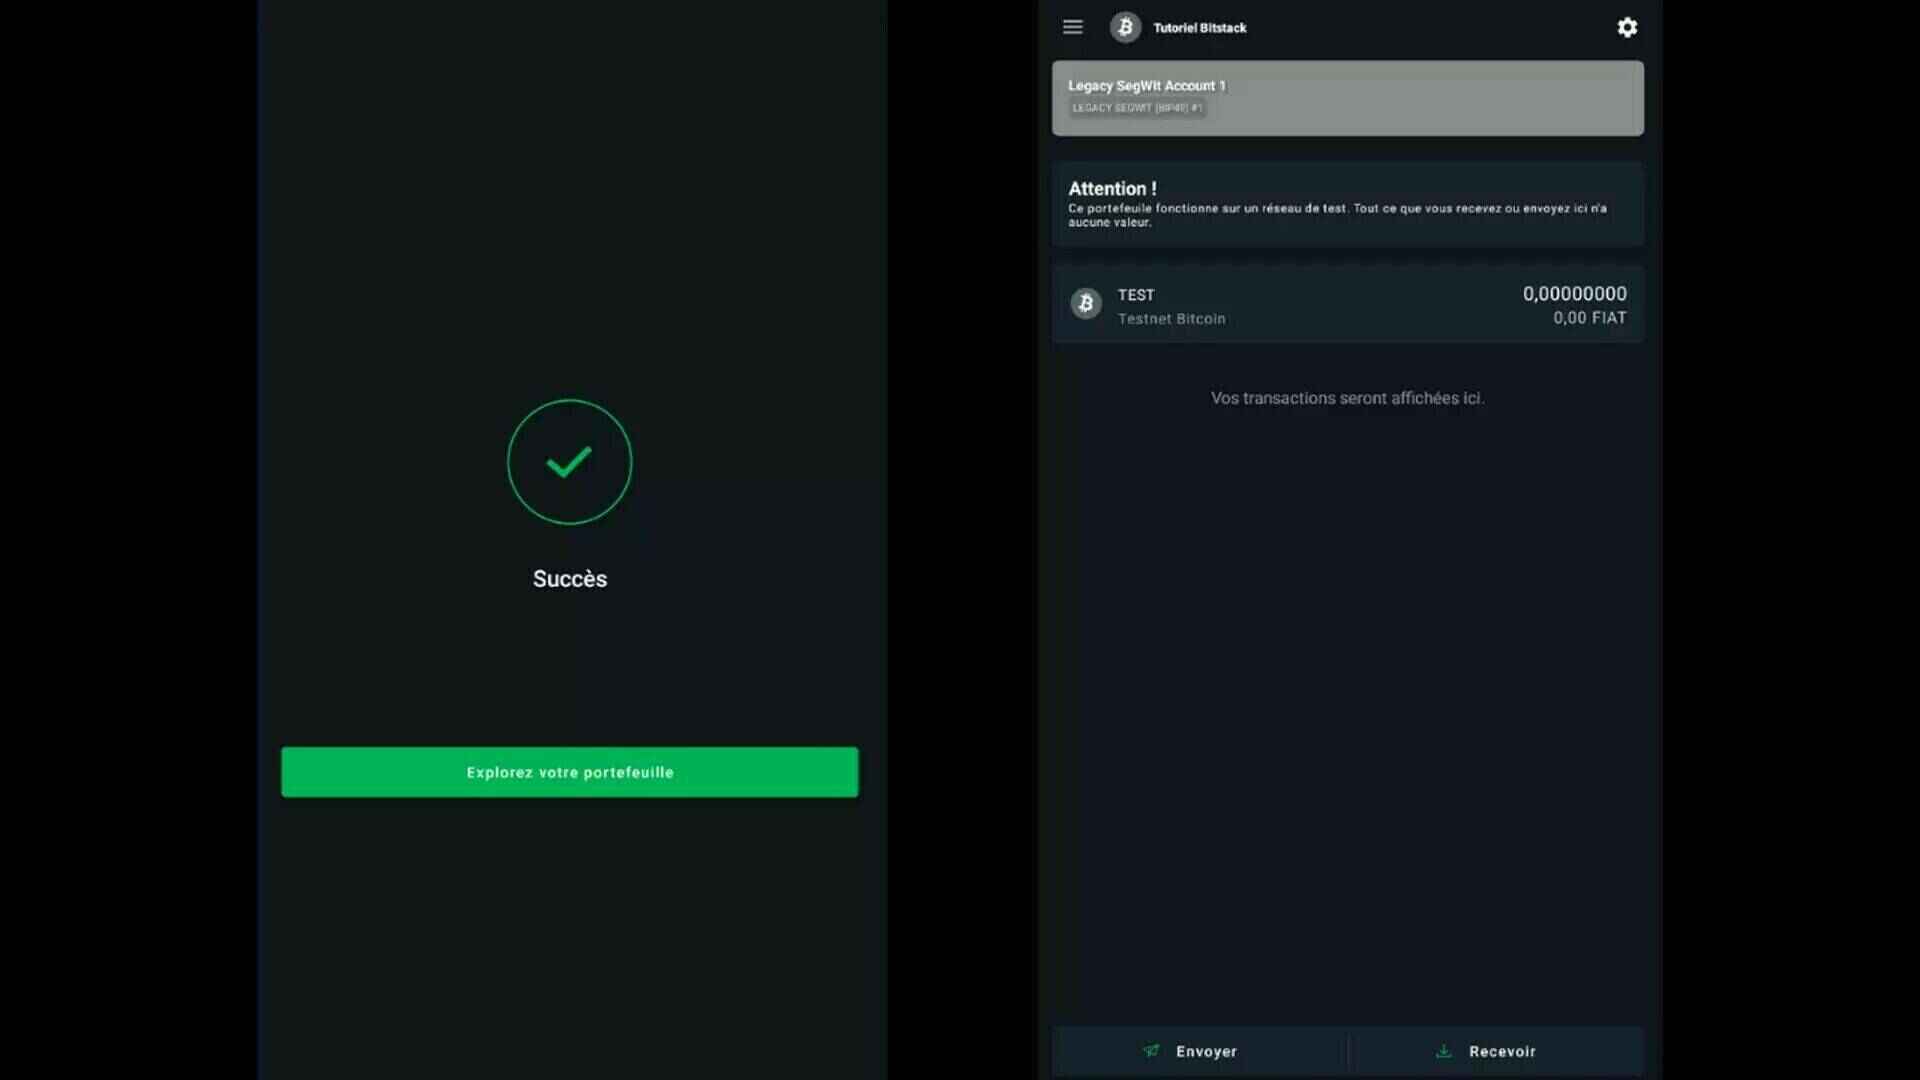 Succès
Explorez votre portefeuille
Tutoriel Bitstack
Legacy SegWit Account 1
LEGACY SEGWIT (BIP49) #1
Attention !
Ce portefeuille fonctionne sur un réseau de test. Tout ce que vous recevez ou envoyez ici n'a
aucune valeur.
TEST
0,00000000
Testnet Bitcoin
0,00 FIAT
Vos transactions seront affichées ici.
Envoyer
Recevoir